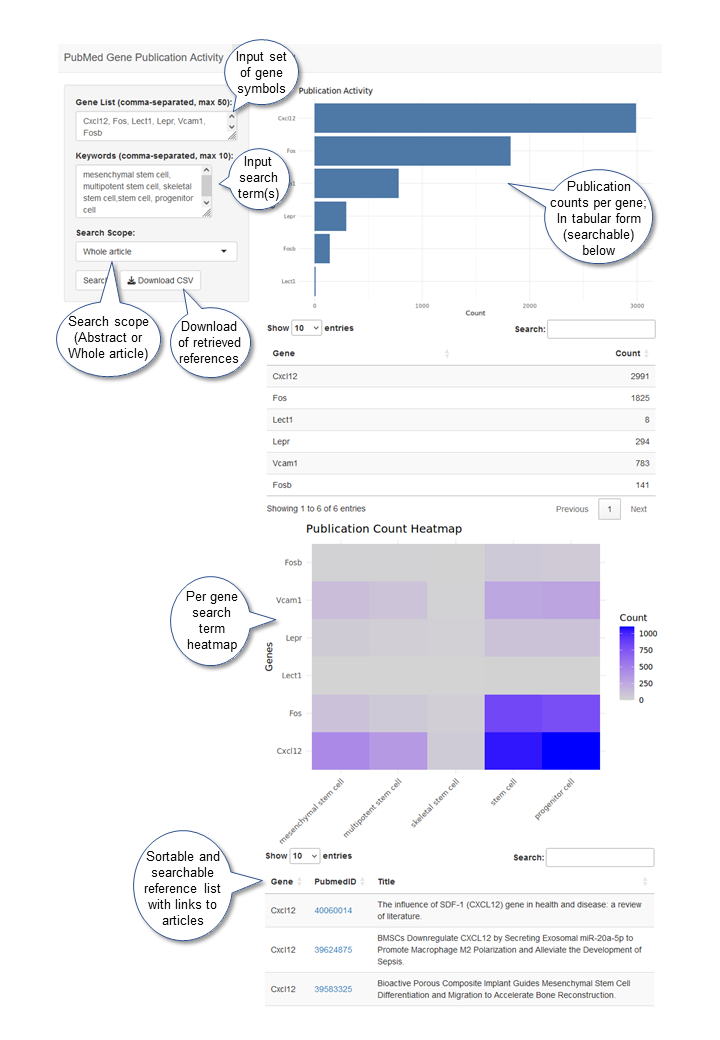 PubMed Gene Publication Activity
Input set
of gene
symbols
Gene List (comma-separated, max 50):
Cxcl12, Fos, Lect1, Lepr, Vcam1,
Fosb
Keywords (comma-separated, max 10):
mesenchymal stem cell,
multipotent stem cell, skeletal
stem cell,stem cell, progenitor
cell
Input
search
term(s)
Search Scope:
Whole article
Download CSV
Search scope
(Abstract or
Whole article)
Download
of retrieved
references
Publication Activity
Cxcl12
Fos
Lepr
Fosb
Lect1
0
1000
2000
3000
Count
Publication
counts per gene;
In tabular form
(searchable)
below
Show 10 entries
Search:
Gene Count
Cxcl12 2991
Fos 1825
Lect1 8
Lepr 294
Vcam1 783
Fosb 141
Showing 1 to 6 of 6 entries
Previous 1 Next
Publication Count Heatmap
Per gene
search
term
heatmap
Genes
Fosb
Vcam1
Lepr
Lect1
Fos
Cxcl12
mesenchymal stem cell
multipotent stem cell
skeletal stem cell
stem cell
progenitor cell
Count
1000
750
500
250
0
Sortable and
searchable
reference list
with links to
articles
Show 10 entries
Search:
Gene PubmedID Title
Cxcl12 40060014 The influence of SDF-1 (CXCL12) gene in health and disease: a review
of literature.
Cxcl12 39624875 BMSCs Downregulate CXCL12 by Secreting Exosomal miR-20a-5p to
Promote Macrophage M2 Polarization and Alleviate the Development of
Sepsis.
Cxcl12 39583325 Bioactive Porous Composite Implant Guides Mesenchymal Stem Cell
Differentiation and Migration to Accelerate Bone Reconstruction.